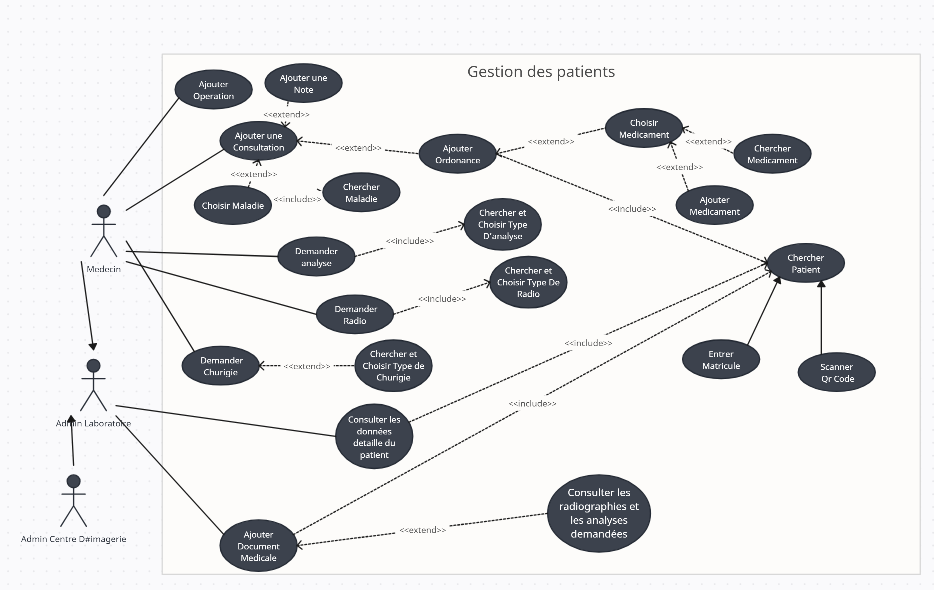 Gestion des patients
Ajouter
Operation
Ajouter une
Note
<<extend>>
Ajouter une
Consultation
<<extend>>
Ajouter
Ordonance
<<extend>>
Choisir
Medicament
<<extend>>
Chercher
Medicament
<<extend>>
<<extend>>
Choisir Maladie
<<include>>
Chercher
Maladie
Ajouter
Medicament
<<include>>
Chercher et
Choisir Type
D'analyse
<<include>>
Demander
analyse
Medecin
Chercher
Patient
Chercher et
Choisir Type De
Radio
<<include>>
Demander
Radio
<<include>>
Demander
Churigie
<<extend>>
Chercher et
Choisir Type de
Churigie
Entrer
Matricule
Scanner
Qr Code
<<include>>
Admin Laboratoire
Consulter les
données
detaille du
patient
Consulter les
radiographies et
les analyses
demandées
<<extend>>
Admin Centre D#imagerie
Ajouter
Document
Medicale